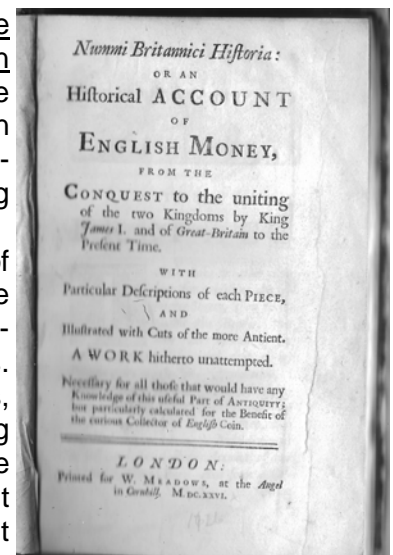 Nummi Britannici Hiſtoria:
OR AN
Hiſtorical ACCOUNT
OF
ENGLISH MONEY,
FROM THE
CONQUEST to the uniting
of the two Kingdoms by King
James I. and of Great-Britain to the
Preſent Time.
WITH
Particular Deſcriptions of each PIECE,
AND
Illuſtrated with Cuts of the more Antient.
A WORK hitherto unattempted.
Neceſſary for all thoſe that would have any
Knowledge of this uſeful Part of ANTIQUITY;
but particularly calculated for the Benefit of
the curious Collector of Engliſh Coin.
LONDON:
Printed for W. MEADOWS, at the Angel
in Cornhill. M.DCC.XXVI.